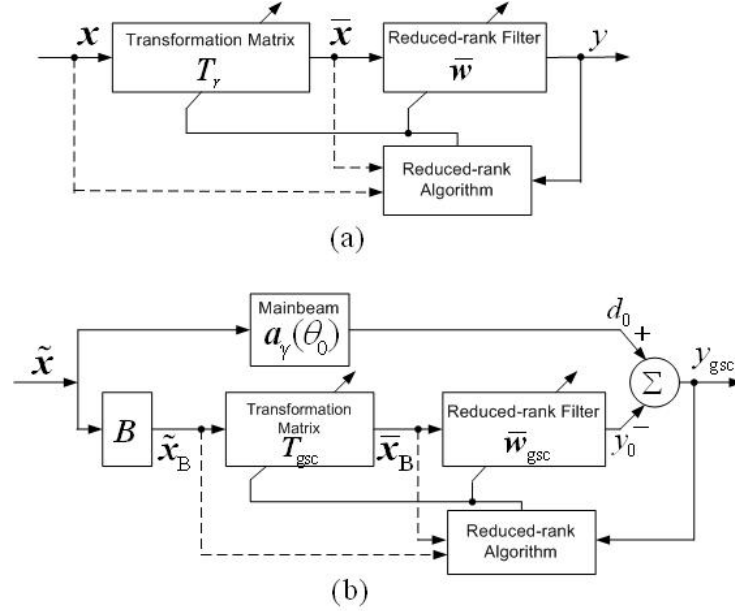 x
Transformation Matrix
T_r
x̅
Reduced-rank Filter
w̅
y
Reduced-rank
Algorithm
(a)
Mainbeam
a_γ(θ_0)
d_0
+
x̃
y_gsc
Σ
B
x̃_B
Transformation
Matrix
T_gsc
x̅_B
Reduced-rank Filter
w̅_gsc
y_0
−
Reduced-rank
Algorithm
(b)